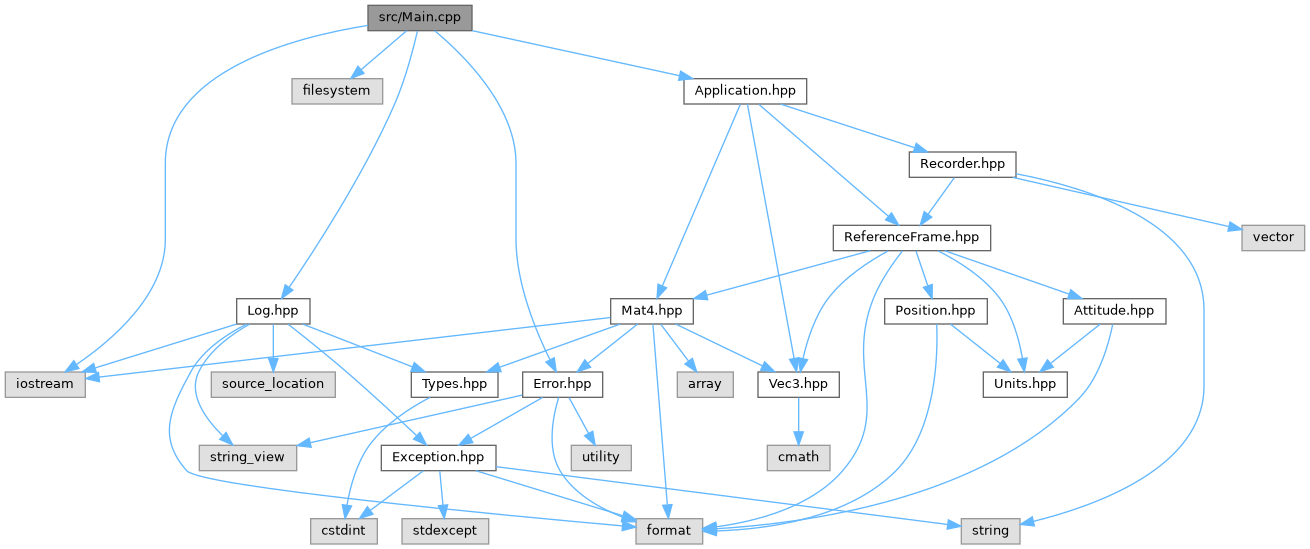 src/Main.cpp
filesystem
Application.hpp
Recorder.hpp
ReferenceFrame.hpp
vector
Log.hpp
Mat4.hpp
Position.hpp
Attitude.hpp
iostream
source_location
Types.hpp
Error.hpp
array
Vec3.hpp
Units.hpp
string_view
Exception.hpp
utility
cmath
cstdint
stdexcept
format
string